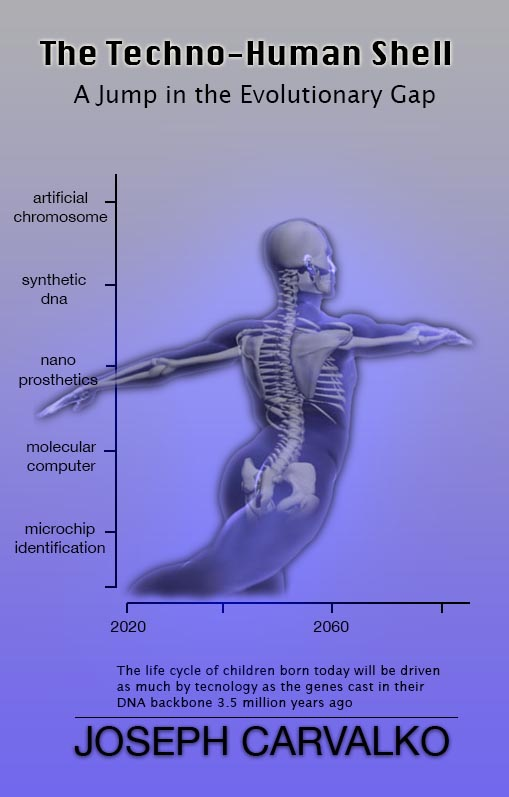 The Techno-Human Shell
A Jump in the Evolutionary Gap
artificial
chromosome
synthetic
dna
nano
prosthetics
molecular
computer
microchip
identification
2020
2060
The life cycle of children born today will be driven
as much by tecnology as the genes cast in their
DNA backbone 3.5 million years ago
JOSEPH CARVALKO